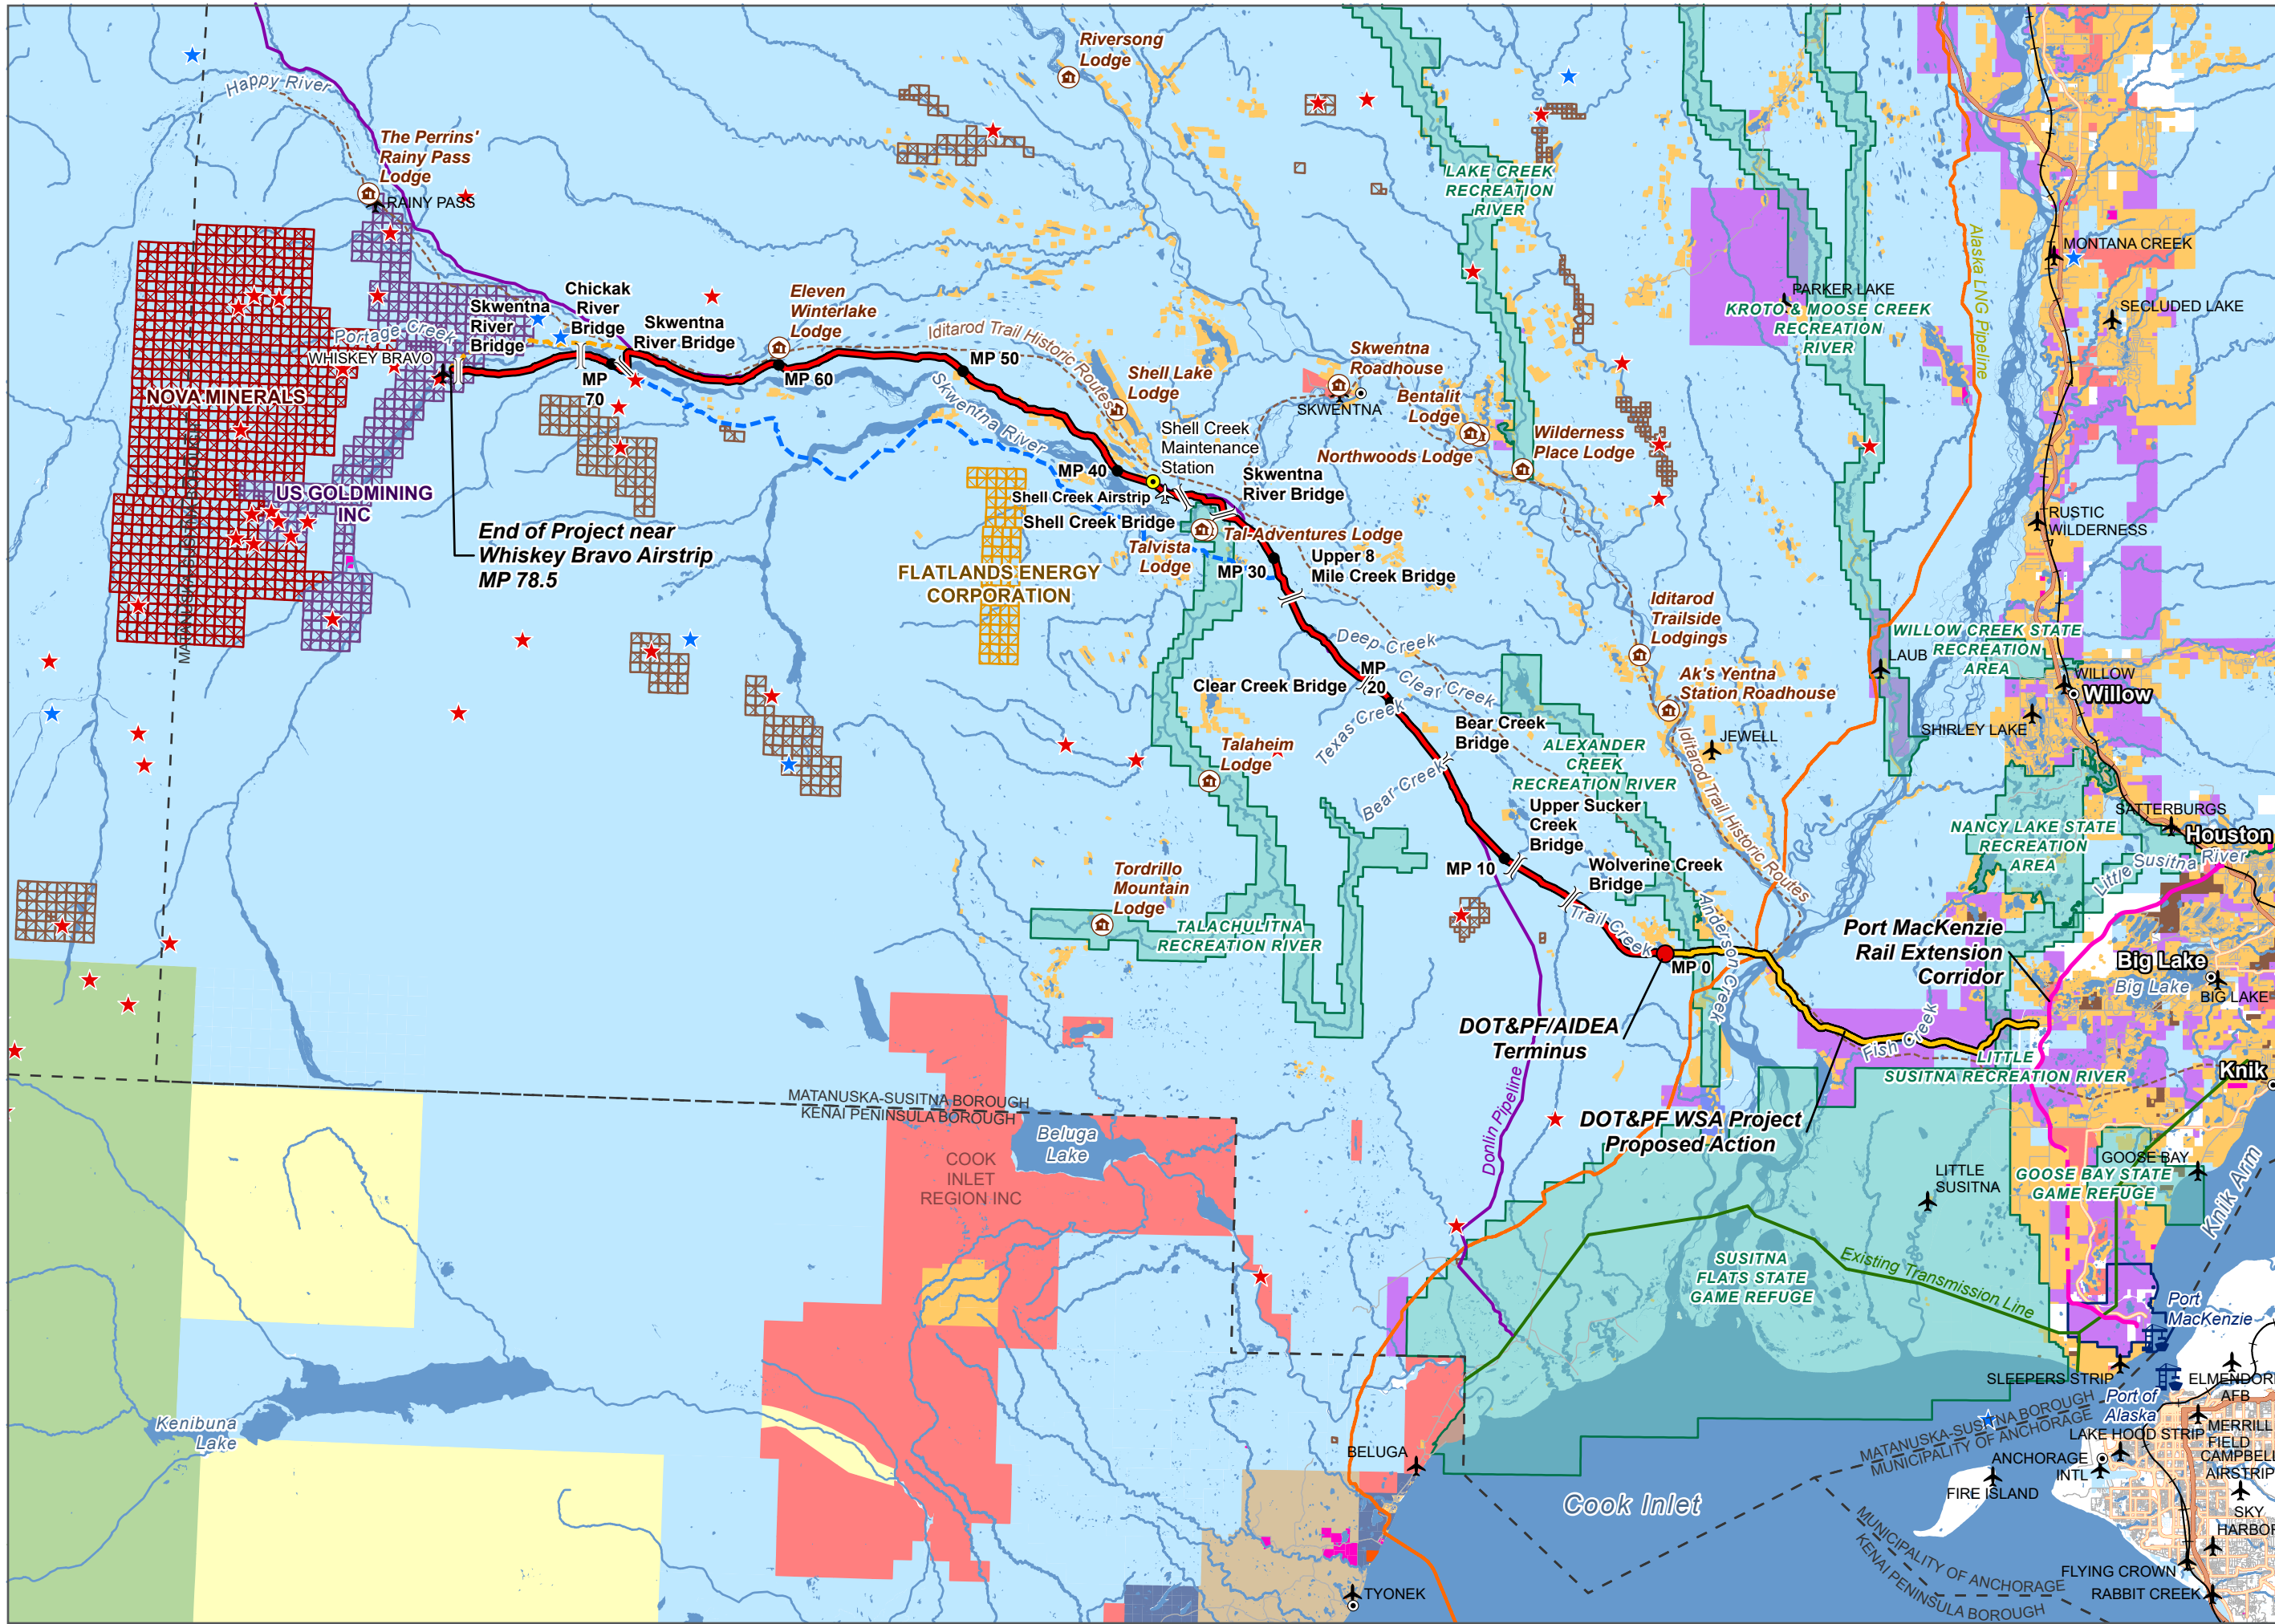 Riversong
Lodge
Happy River
The Perrins'
Rainy Pass
Lodge
RAINY PASS
LAKE CREEK
RECREATION
RIVER
Alaska LNG Pipeline
MONTANA CREEK
PARKER LAKE
SECLUDED LAKE
KROTO & MOOSE CREEK
RECREATION
RIVER
Chickak
River
Bridge
Skwentna
River
Bridge
Skwentna
River Bridge
Eleven
Winterlake
Lodge
Iditarod Trail Historic Routes
Portage Creek
WHISKEY BRAVO
NOVA MINERALS
MP
70
MP 60
MP 50
Shell Lake
Lodge
Skwentna
Roadhouse
SKWENTNA
Bentalit
Lodge
Northwoods Lodge
Wilderness
Place Lodge
Skwentna River
Shell Creek
Maintenance
Station
MP 40
Shell Creek Airstrip
Skwentna
River Bridge
Shell Creek Bridge
Tal-Adventures Lodge
Talvista
Lodge
MP 30
Upper 8
Mile Creek Bridge
US GOLDMINING
INC
End of Project near
Whiskey Bravo Airstrip
MP 78.5
FLATLANDS ENERGY
CORPORATION
RUSTIC
WILDERNESS
Iditarod
Trailside
Lodgings
WILLOW CREEK STATE
RECREATION
AREA
LAUB
WILLOW
Willow
SHIRLEY LAKE
Deep Creek
MP
20
Clear Creek
Clear Creek Bridge
Texas Creek
Ak's Yentna
Station Roadhouse
JEWELL
Bear Creek
Bridge
Bear Creek
ALEXANDER
CREEK
RECREATION RIVER
Iditarod Trail Historic Routes
Talaheim
Lodge
Upper Sucker
Creek
Bridge
MP 10
Wolverine Creek
Bridge
SATTERBURGS
Houston
NANCY LAKE STATE
RECREATION
AREA
Little Susitna River
Tordrillo
Mountain
Lodge
TALACHULITNA
RECREATION RIVER
Trail Creek
Anderson Creek
MP 0
Port MacKenzie
Rail Extension
Corridor
Big Lake
Big Lake
BIG LAKE
DOT&PF/AIDEA
Terminus
Fish Creek
LITTLE
SUSITNA RECREATION RIVER
Knik
Donlin Pipeline
DOT&PF WSA Project
Proposed Action
MATANUSKA-SUSITNA BOROUGH
KENAI PENINSULA BOROUGH
Beluga
Lake
COOK
INLET
REGION INC
LITTLE
SUSITNA
GOOSE BAY
GOOSE BAY STATE
GAME REFUGE
Knik Arm
SUSITNA
FLATS STATE
GAME REFUGE
Existing Transmission Line
Port
MacKenzie
SLEEPERS STRIP
Port of
Alaska
MATANUSKA-SUSITNA BOROUGH
MUNICIPALITY OF ANCHORAGE
MERRILL
FIELD
LAKE HOOD STRIP
ANCHORAGE
INTL
FIRE ISLAND
SKY
Kenibuna
Lake
BELUGA
Cook Inlet
TYONEK
MUNICIPALITY OF ANCHORAGE
KENAI PENINSULA BOROUGH
FLYING CROWN
RABBIT CREEK